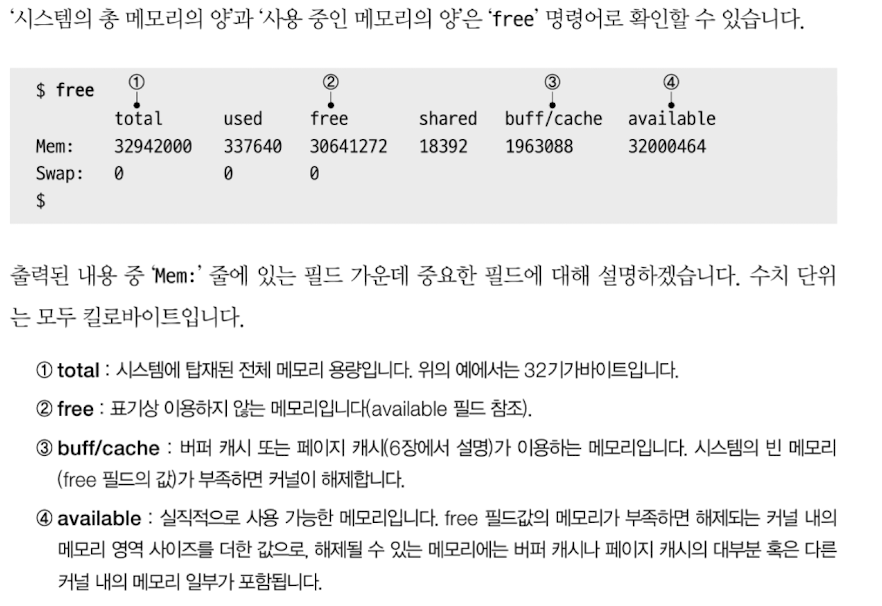 ‘시스템의 총 메모리의 양’과 ‘사용 중인 메모리의 양’은 ‘free’ 명령어로 확인할 수 있습니다.
$ free ① ② ③ ④
total used free shared buff/cache available
Mem: 32942000 337640 30641272 18392 1963088 32000464
Swap: 0 0 0
$
출력된 내용 중 ‘Mem:’ 줄에 있는 필드 가운데 중요한 필드에 대해 설명하겠습니다. 수치 단위
는 모두 킬로바이트입니다.
① total : 시스템에 탑재된 전체 메모리 용량입니다. 위의 예에서는 32기가바이트입니다.
② free : 표기상 이용하지 않는 메모리입니다(available 필드 참조).
③ buff/cache : 버퍼 캐시 또는 페이지 캐시(6장에서 설명)가 이용하는 메모리입니다. 시스템의 빈 메모리
(free 필드의 값)가 부족하면 커널이 해제합니다.
④ available : 실직적으로 사용 가능한 메모리입니다. free 필드값의 메모리가 부족하면 해제되는 커널 내의
메모리 영역 사이즈를 더한 값으로, 해제될 수 있는 메모리에는 버퍼 캐시나 페이지 캐시의 대부분 혹은 다른
커널 내의 메모리 일부가 포함됩니다.